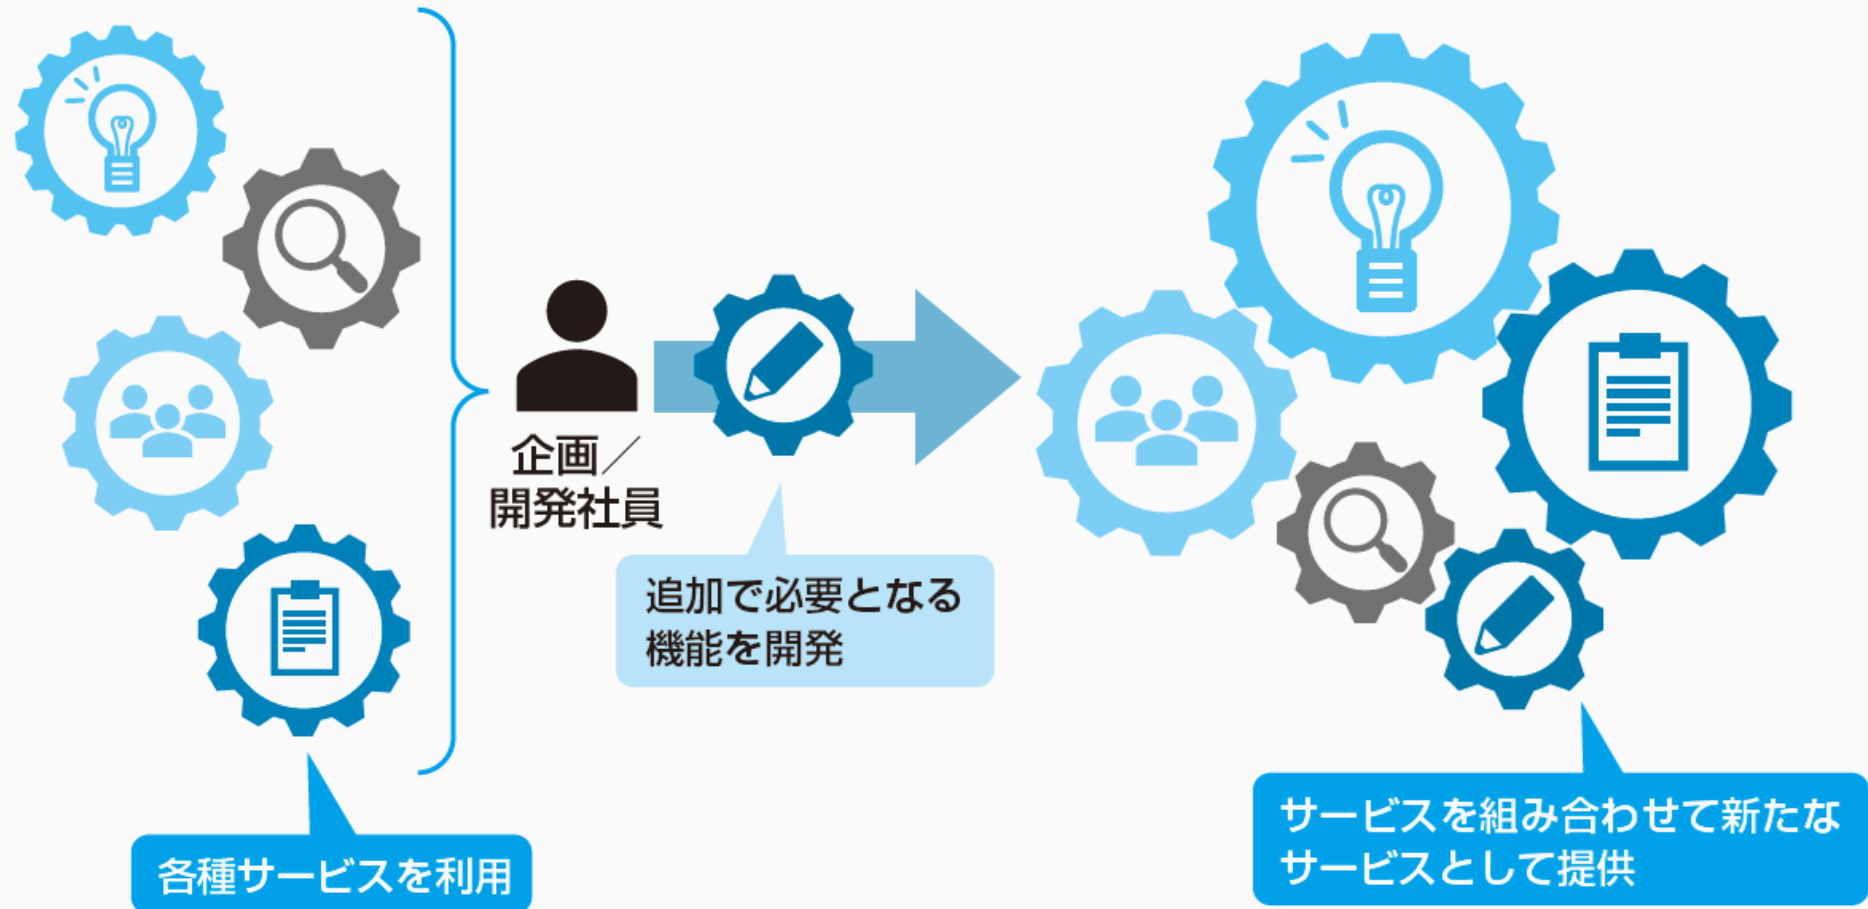 企画／
開発社員
追加で必要となる
機能を開発
各種サービスを利用
サービスを組み合わせて新たな
サービスとして提供